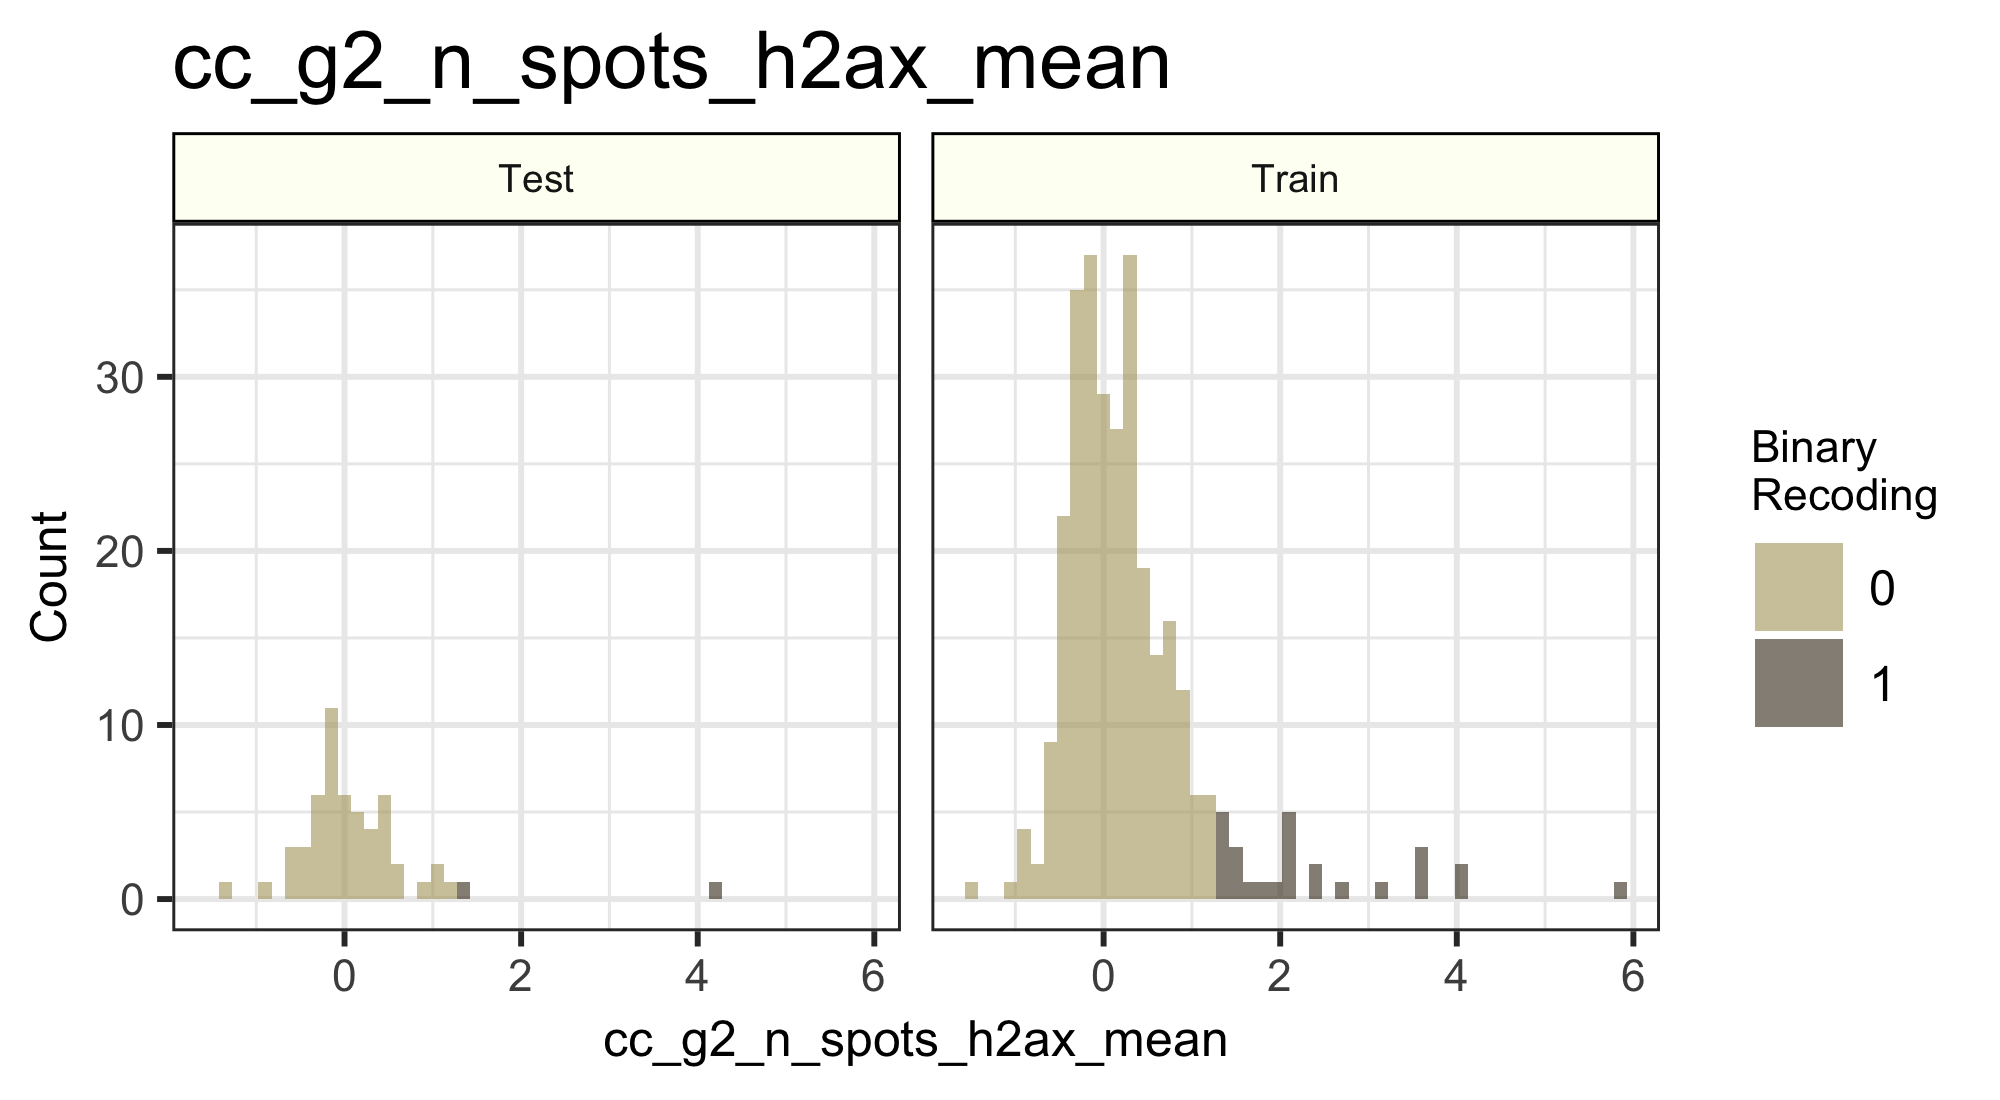 cc_g2_n_spots_h2ax_mean
Test
Train
30
20
10
0
Count
0 2 4 6
0 2 4 6
cc_g2_n_spots_h2ax_mean
Binary
Recoding
0
1